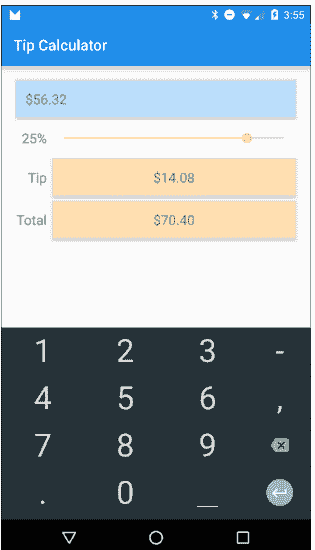 3:55
Tip Calculator
$56.32
25%
Tip $14.08
Total $70.40
1 2 3 -
4 5 6 ,
7 8 9
. 0 _